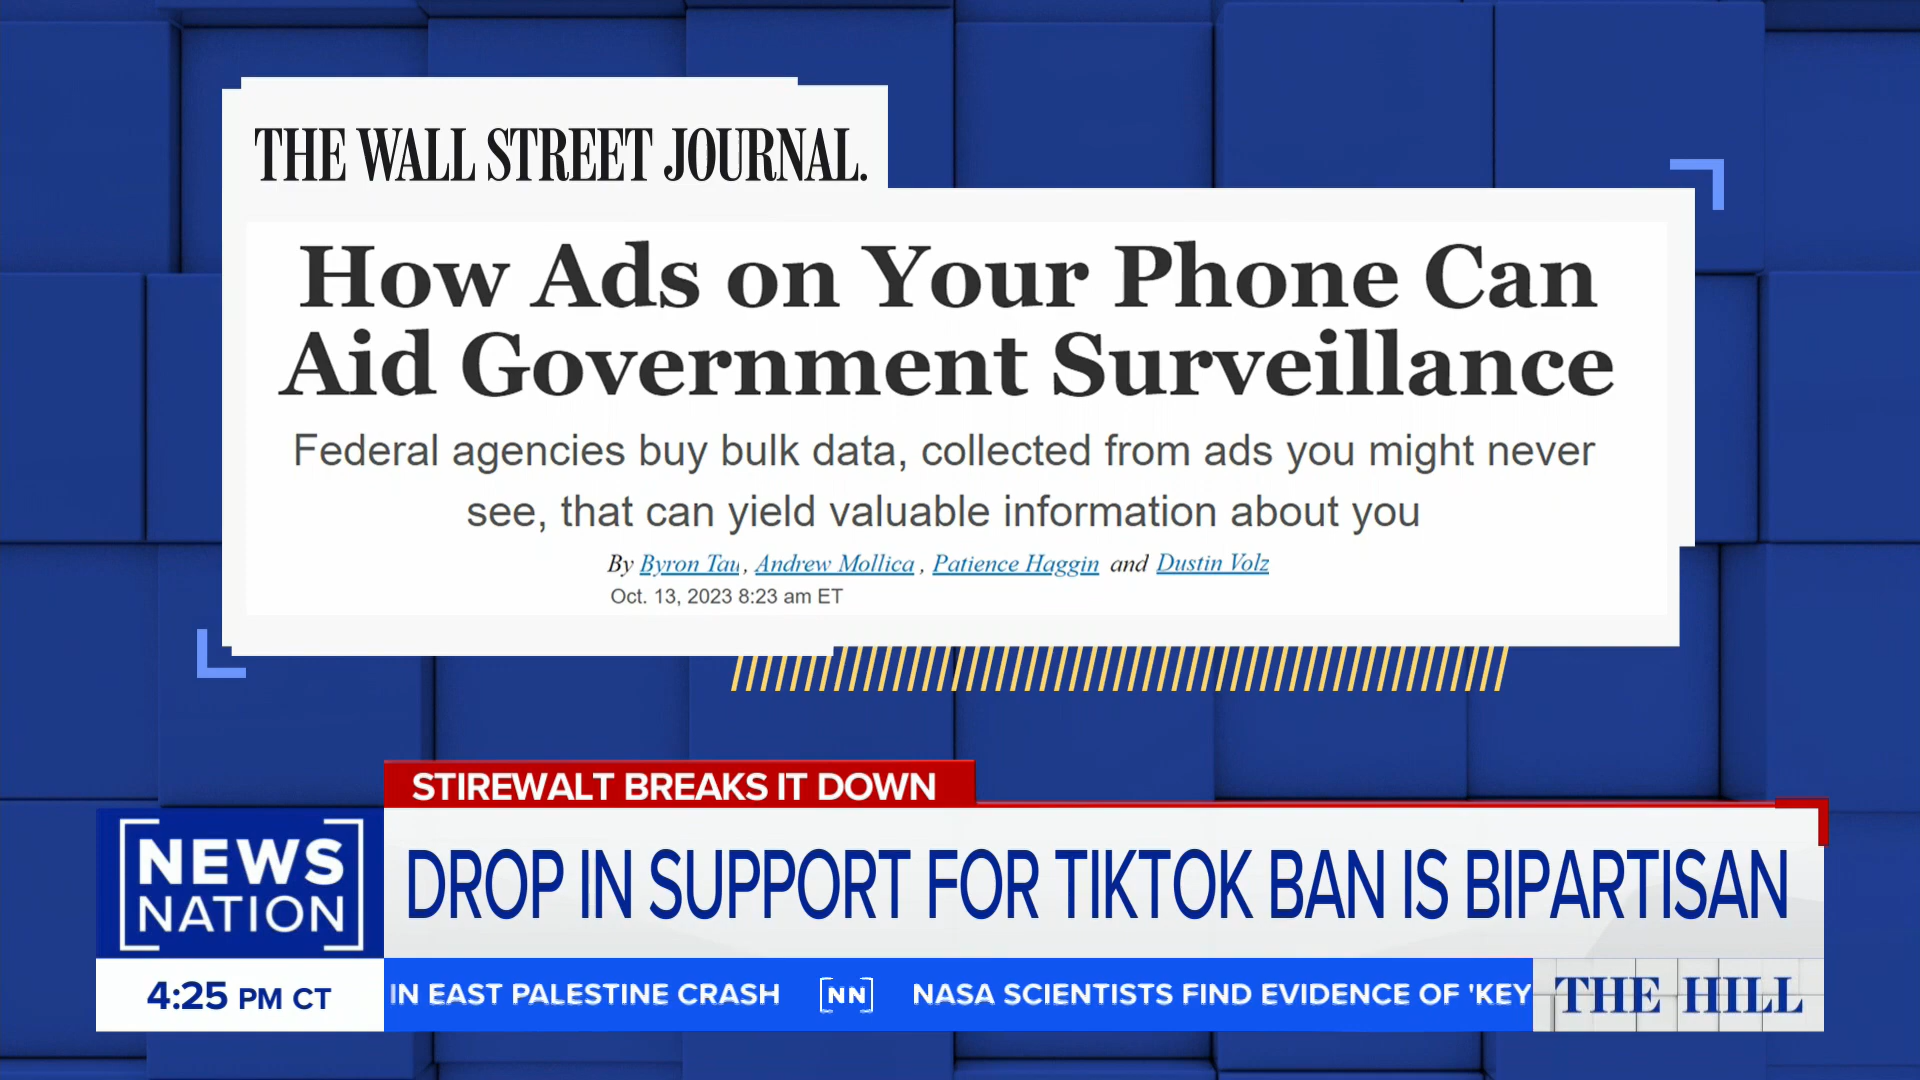 THE WALL STREET JOURNAL.
How Ads on Your Phone Can
Aid Government Surveillance
Federal agencies buy bulk data, collected from ads you might never
see, that can yield valuable information about you
By Byron Tau, Andrew Mollica, Patience Haggin and Dustin Volz
Oct. 13, 2023 8:23 am ET
STIREWALT BREAKS IT DOWN
NEWS
NATION
DROP IN SUPPORT FOR TIKTOK BAN IS BIPARTISAN
4:25 PM CT
IN EAST PALESTINE CRASH NN NASA SCIENTISTS FIND EVIDENCE OF 'KEY
THE HILL